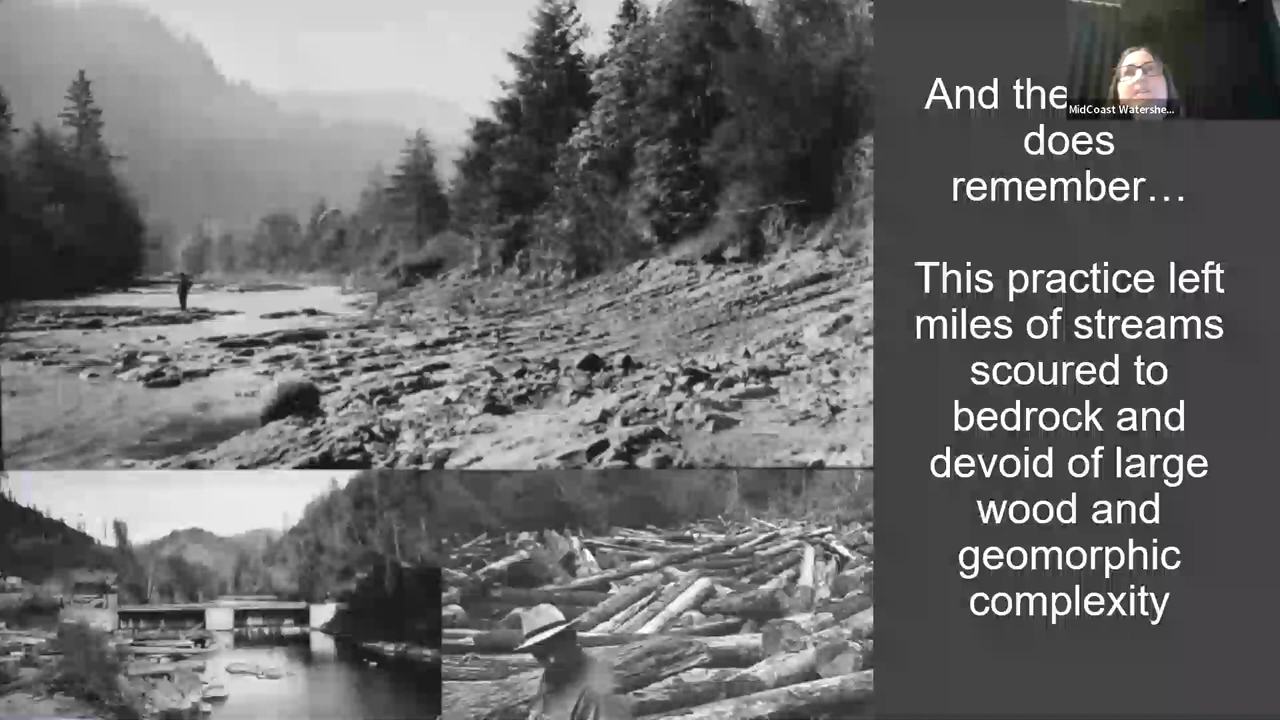 And the
does
remember…
This practice left
miles of streams
scoured to
bedrock and
devoid of large
wood and
geomorphic
complexity
MidCoast Watershe...